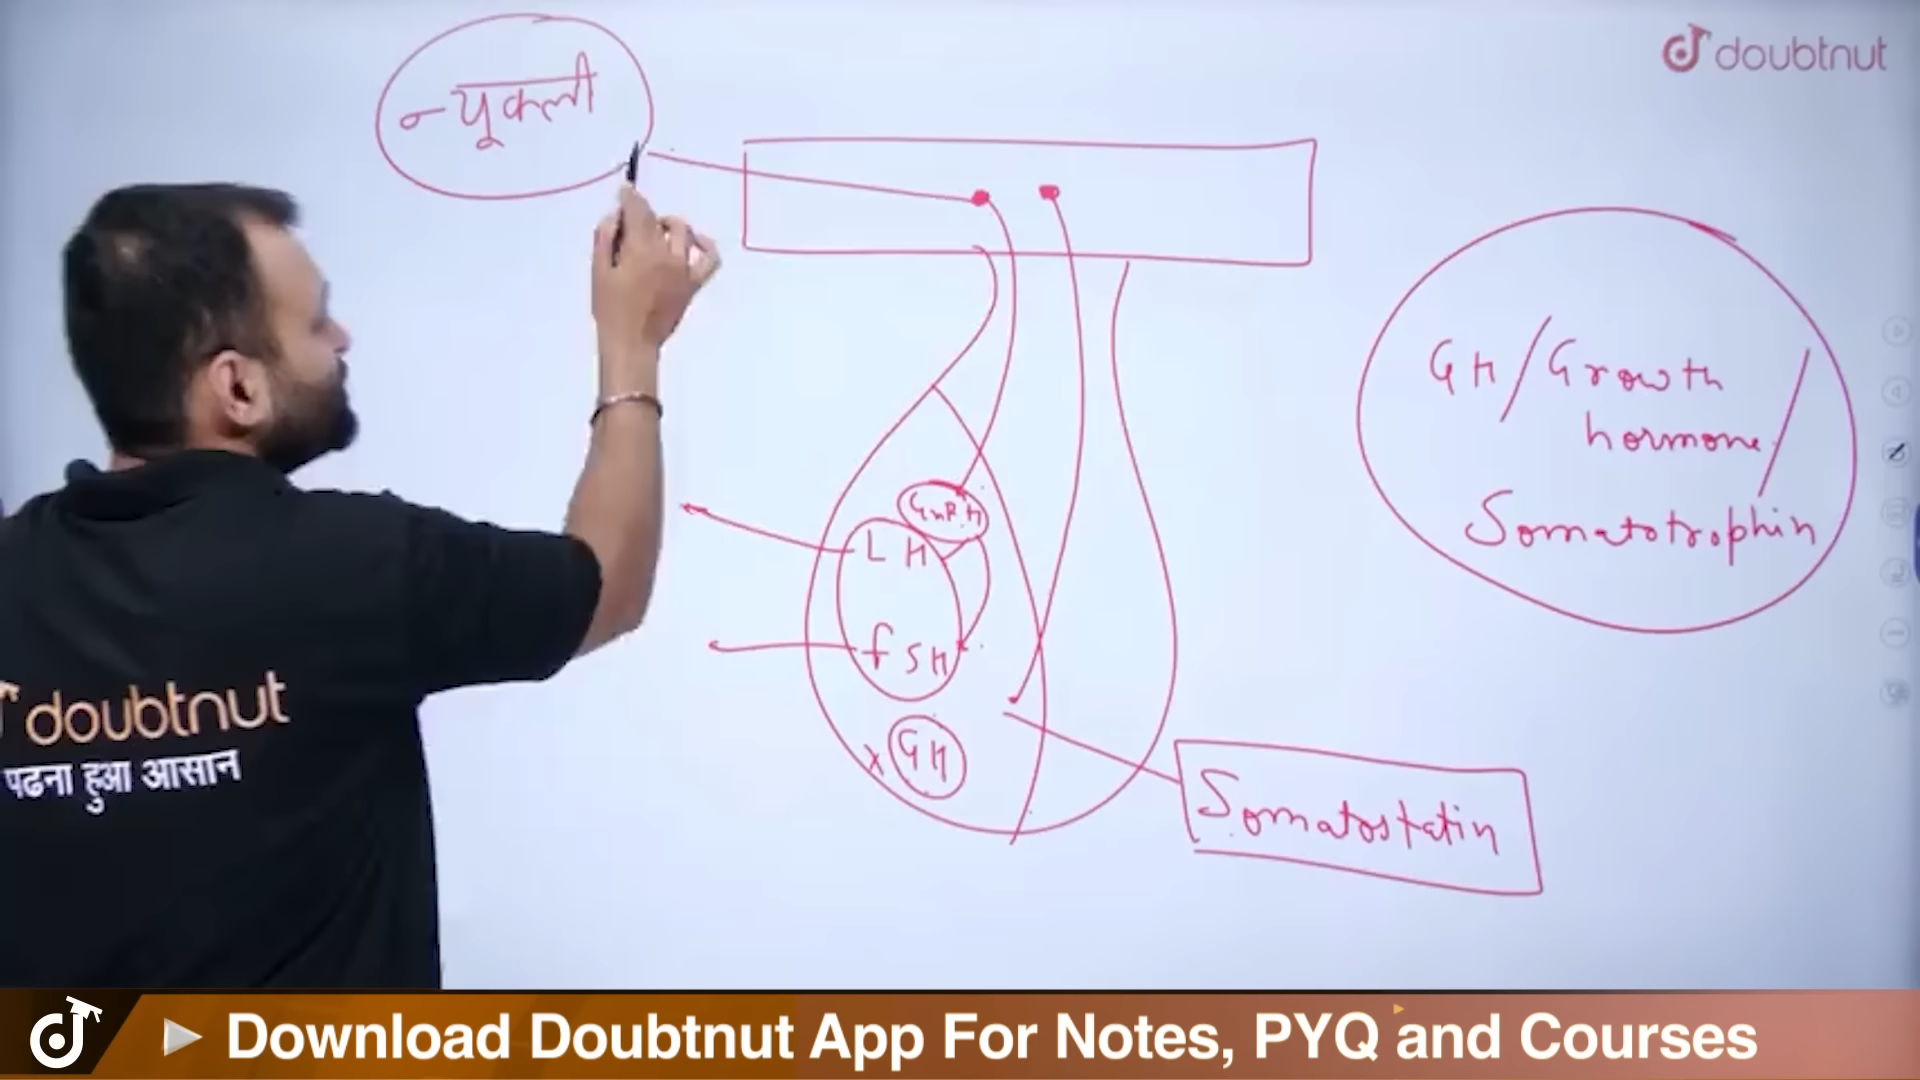 न्यूक्ली
doubtnut
GnRH
LH
FSH
x GH
GH/Growth
hormone/
Somatotrophin
Somatostatin
doubtnut
पढना हुआ आसान
Download Doubtnut App For Notes, PYQ and Courses